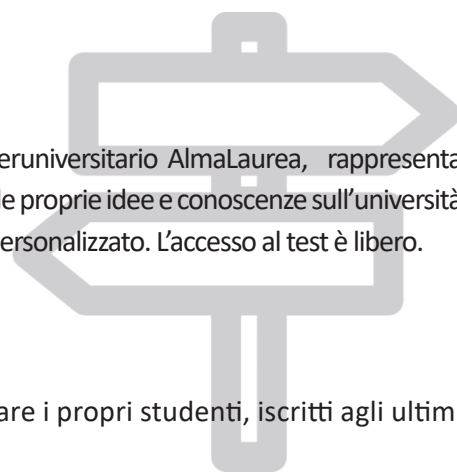 eruniversitario AlmaLaurea, rappresenta
le proprie idee e conoscenze sull’università
ersonalizzato. L’accesso al test è libero.
are i propri studenti, iscritti agli ultim